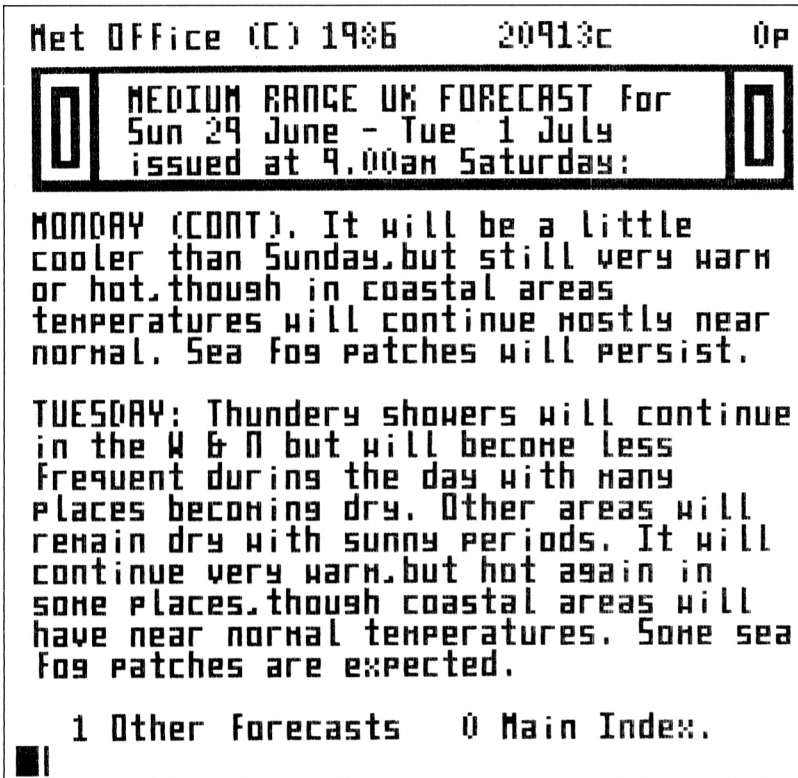 Met Office (C) 1986 20913c 0p
MEDIUM RANGE UK FORECAST for
Sun 29 June - Tue 1 July
issued at 9.00am Saturday:
MONDAY (CONT). It will be a little
cooler than Sunday,but still very warm
or hot,though in coastal areas
temperatures will continue mostly near
normal. Sea fog patches will persist.
TUESDAY: Thundery showers will continue
in the W & N but will become less
frequent during the day with many
places becoming dry. Other areas will
remain dry with sunny periods. It will
continue very warm,but hot again in
some places,though coastal areas will
have near normal temperatures. Some sea
fog patches are expected.
1 Other forecasts 0 Main Index.